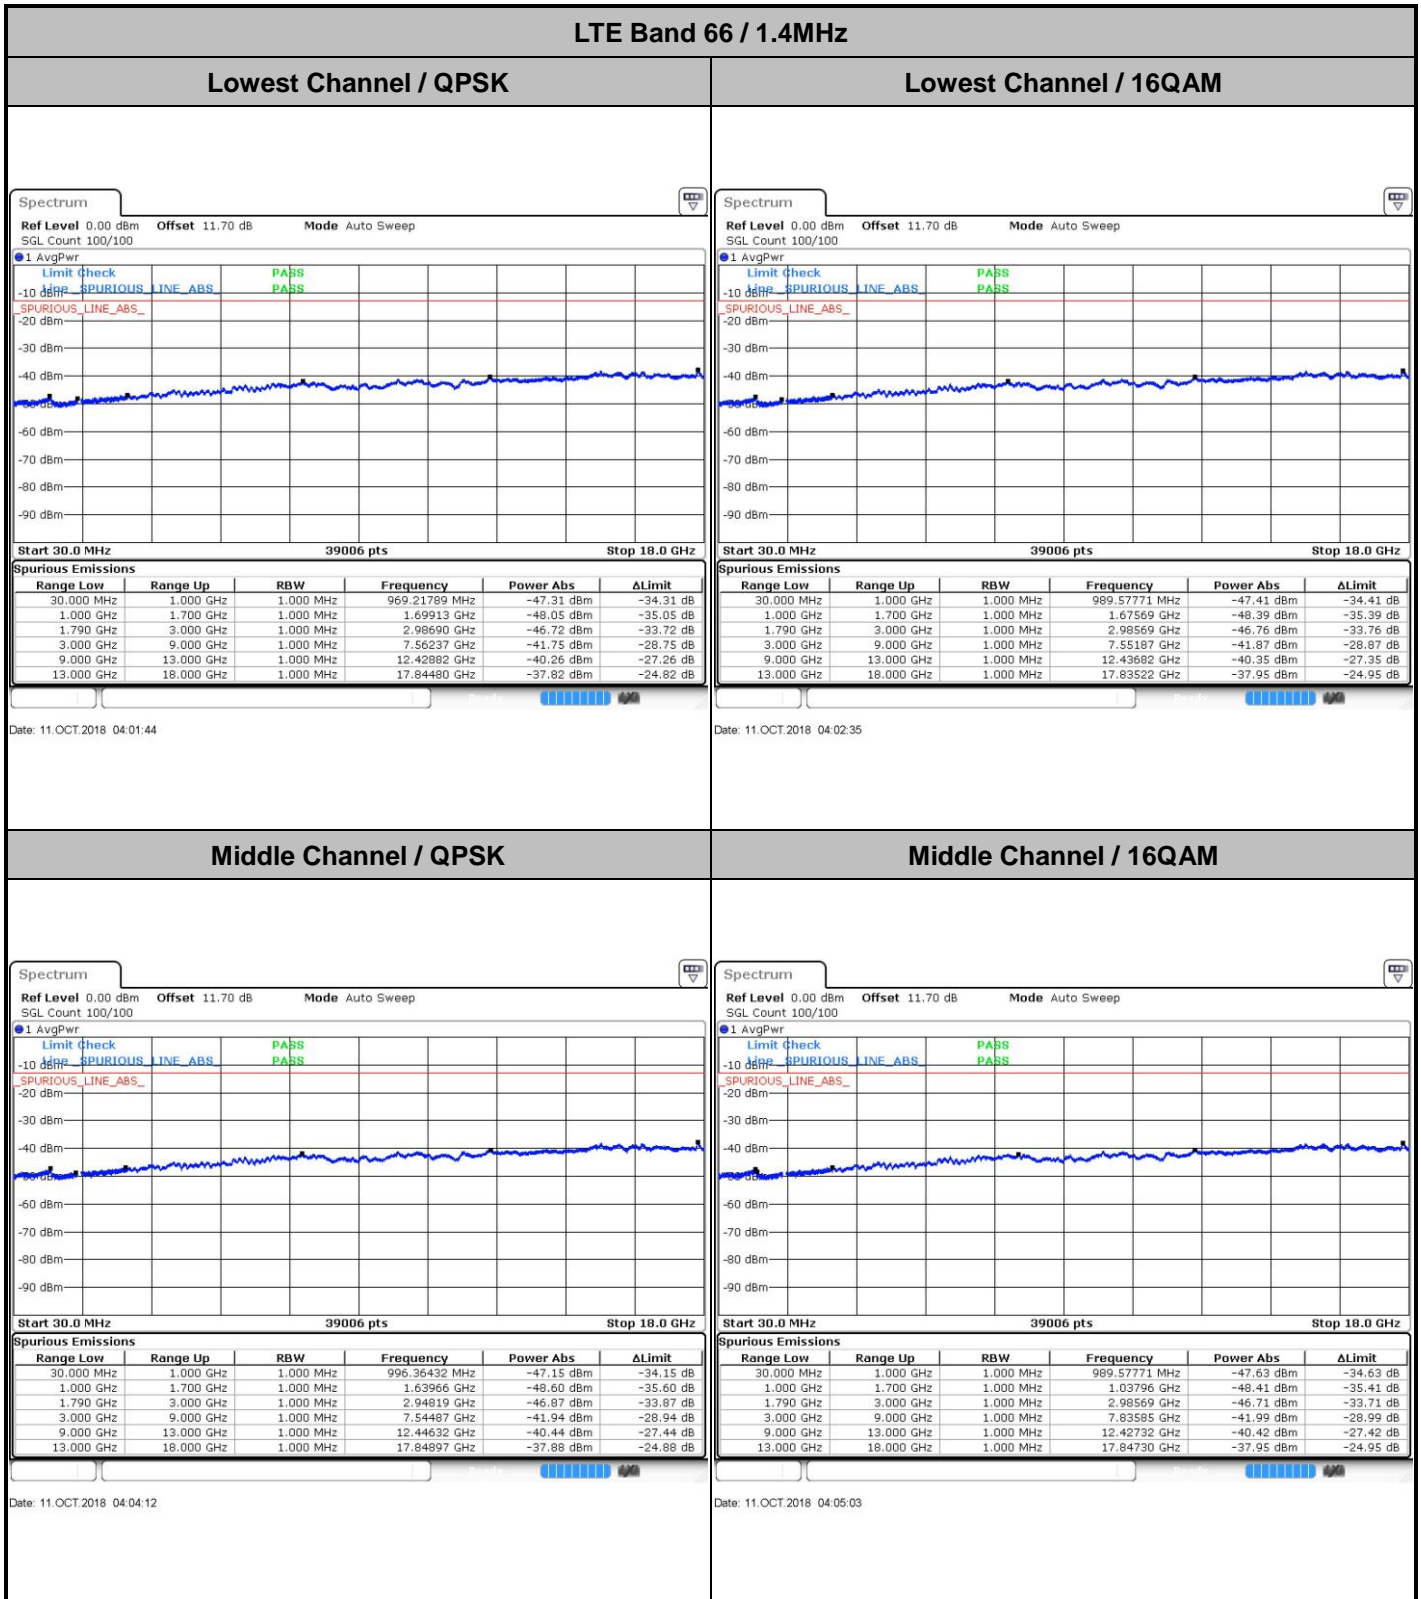 LTE Band 66 / 1.4MHz
Lowest Channel / QPSK
Spectrum
Ref Level 0.00 dBm Offset 11.70 dB Mode Auto Sweep
SGL Count 100/100
1 AvgPwr
Limit Check PASS
Line _SPURIOUS_LINE_ABS_ PASS
-10 dBm
_SPURIOUS_LINE_ABS_
-20 dBm
-30 dBm
-40 dBm
-50 dBm
-60 dBm
-70 dBm
-80 dBm
-90 dBm
Start 30.0 MHz 39006 pts Stop 18.0 GHz
Spurious Emissions
Range Low Range Up RBW Frequency Power Abs ΔLimit
30.000 MHz 1.000 GHz 1.000 MHz 969.21789 MHz -47.31 dBm -34.31 dB
1.000 GHz 1.700 GHz 1.000 MHz 1.69913 GHz -48.05 dBm -35.05 dB
1.790 GHz 3.000 GHz 1.000 MHz 2.98690 GHz -46.72 dBm -33.72 dB
3.000 GHz 9.000 GHz 1.000 MHz 7.56237 GHz -41.75 dBm -28.75 dB
9.000 GHz 13.000 GHz 1.000 MHz 12.42882 GHz -40.26 dBm -27.26 dB
13.000 GHz 18.000 GHz 1.000 MHz 17.84480 GHz -37.82 dBm -24.82 dB
Date: 11.OCT.2018 04:01:44
Lowest Channel / 16QAM
Spectrum
Ref Level 0.00 dBm Offset 11.70 dB Mode Auto Sweep
SGL Count 100/100
1 AvgPwr
Limit Check PASS
Line _SPURIOUS_LINE_ABS_ PASS
-10 dBm
_SPURIOUS_LINE_ABS_
-20 dBm
-30 dBm
-40 dBm
-50 dBm
-60 dBm
-70 dBm
-80 dBm
-90 dBm
Start 30.0 MHz 39006 pts Stop 18.0 GHz
Spurious Emissions
Range Low Range Up RBW Frequency Power Abs ΔLimit
30.000 MHz 1.000 GHz 1.000 MHz 989.57771 MHz -47.41 dBm -34.41 dB
1.000 GHz 1.700 GHz 1.000 MHz 1.67569 GHz -48.39 dBm -35.39 dB
1.790 GHz 3.000 GHz 1.000 MHz 2.98569 GHz -46.76 dBm -33.76 dB
3.000 GHz 9.000 GHz 1.000 MHz 7.55187 GHz -41.87 dBm -28.87 dB
9.000 GHz 13.000 GHz 1.000 MHz 12.43682 GHz -40.35 dBm -27.35 dB
13.000 GHz 18.000 GHz 1.000 MHz 17.83522 GHz -37.95 dBm -24.95 dB
Date: 11.OCT.2018 04:02:35
Middle Channel / QPSK
Spectrum
Ref Level 0.00 dBm Offset 11.70 dB Mode Auto Sweep
SGL Count 100/100
1 AvgPwr
Limit Check PASS
Line _SPURIOUS_LINE_ABS_ PASS
-10 dBm
_SPURIOUS_LINE_ABS_
-20 dBm
-30 dBm
-40 dBm
-50 dBm
-60 dBm
-70 dBm
-80 dBm
-90 dBm
Start 30.0 MHz 39006 pts Stop 18.0 GHz
Spurious Emissions
Range Low Range Up RBW Frequency Power Abs ΔLimit
30.000 MHz 1.000 GHz 1.000 MHz 996.36432 MHz -47.15 dBm -34.15 dB
1.000 GHz 1.700 GHz 1.000 MHz 1.63966 GHz -48.60 dBm -35.60 dB
1.790 GHz 3.000 GHz 1.000 MHz 2.94819 GHz -46.87 dBm -33.87 dB
3.000 GHz 9.000 GHz 1.000 MHz 7.54487 GHz -41.94 dBm -28.94 dB
9.000 GHz 13.000 GHz 1.000 MHz 12.44632 GHz -40.44 dBm -27.44 dB
13.000 GHz 18.000 GHz 1.000 MHz 17.84897 GHz -37.88 dBm -24.88 dB
Date: 11.OCT.2018 04:04:12
Middle Channel / 16QAM
Spectrum
Ref Level 0.00 dBm Offset 11.70 dB Mode Auto Sweep
SGL Count 100/100
1 AvgPwr
Limit Check PASS
Line _SPURIOUS_LINE_ABS_ PASS
-10 dBm
_SPURIOUS_LINE_ABS_
-20 dBm
-30 dBm
-40 dBm
-50 dBm
-60 dBm
-70 dBm
-80 dBm
-90 dBm
Start 30.0 MHz 39006 pts Stop 18.0 GHz
Spurious Emissions
Range Low Range Up RBW Frequency Power Abs ΔLimit
30.000 MHz 1.000 GHz 1.000 MHz 989.57771 MHz -47.63 dBm -34.63 dB
1.000 GHz 1.700 GHz 1.000 MHz 1.03796 GHz -48.41 dBm -35.41 dB
1.790 GHz 3.000 GHz 1.000 MHz 2.98569 GHz -46.71 dBm -33.71 dB
3.000 GHz 9.000 GHz 1.000 MHz 7.83585 GHz -41.99 dBm -28.99 dB
9.000 GHz 13.000 GHz 1.000 MHz 12.42732 GHz -40.42 dBm -27.42 dB
13.000 GHz 18.000 GHz 1.000 MHz 17.84730 GHz -37.95 dBm -24.95 dB
Date: 11.OCT.2018 04:05:03